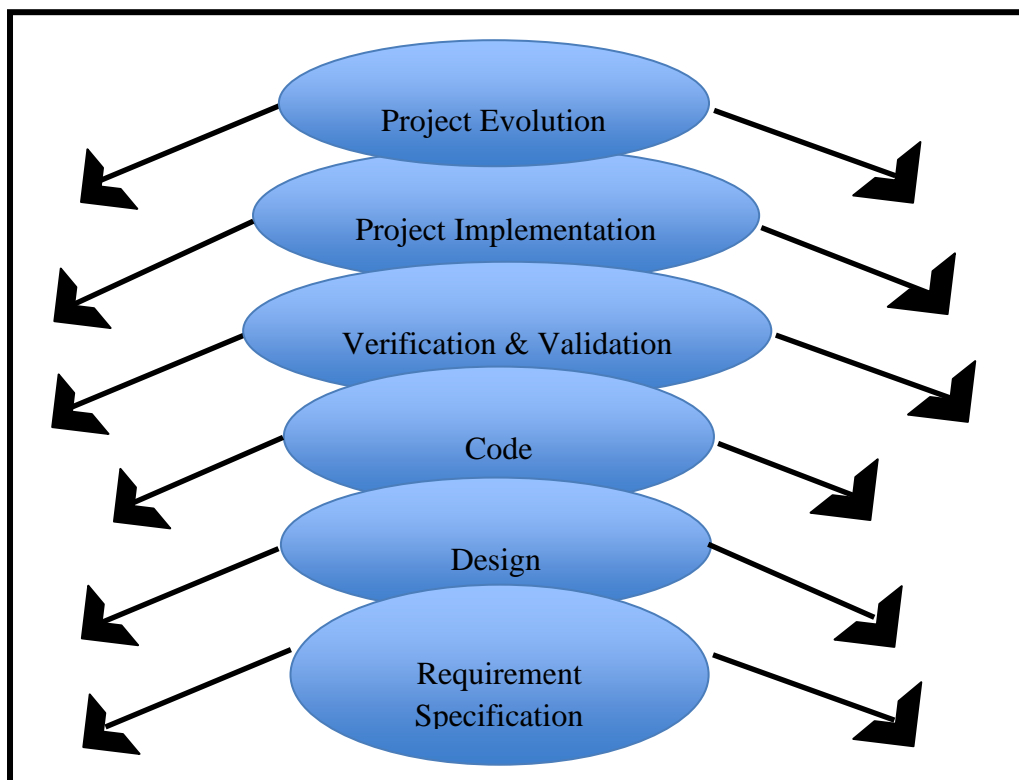 Project Evolution
Project Implementation
Verification & Validation
Code
Design
Requirement
Specification